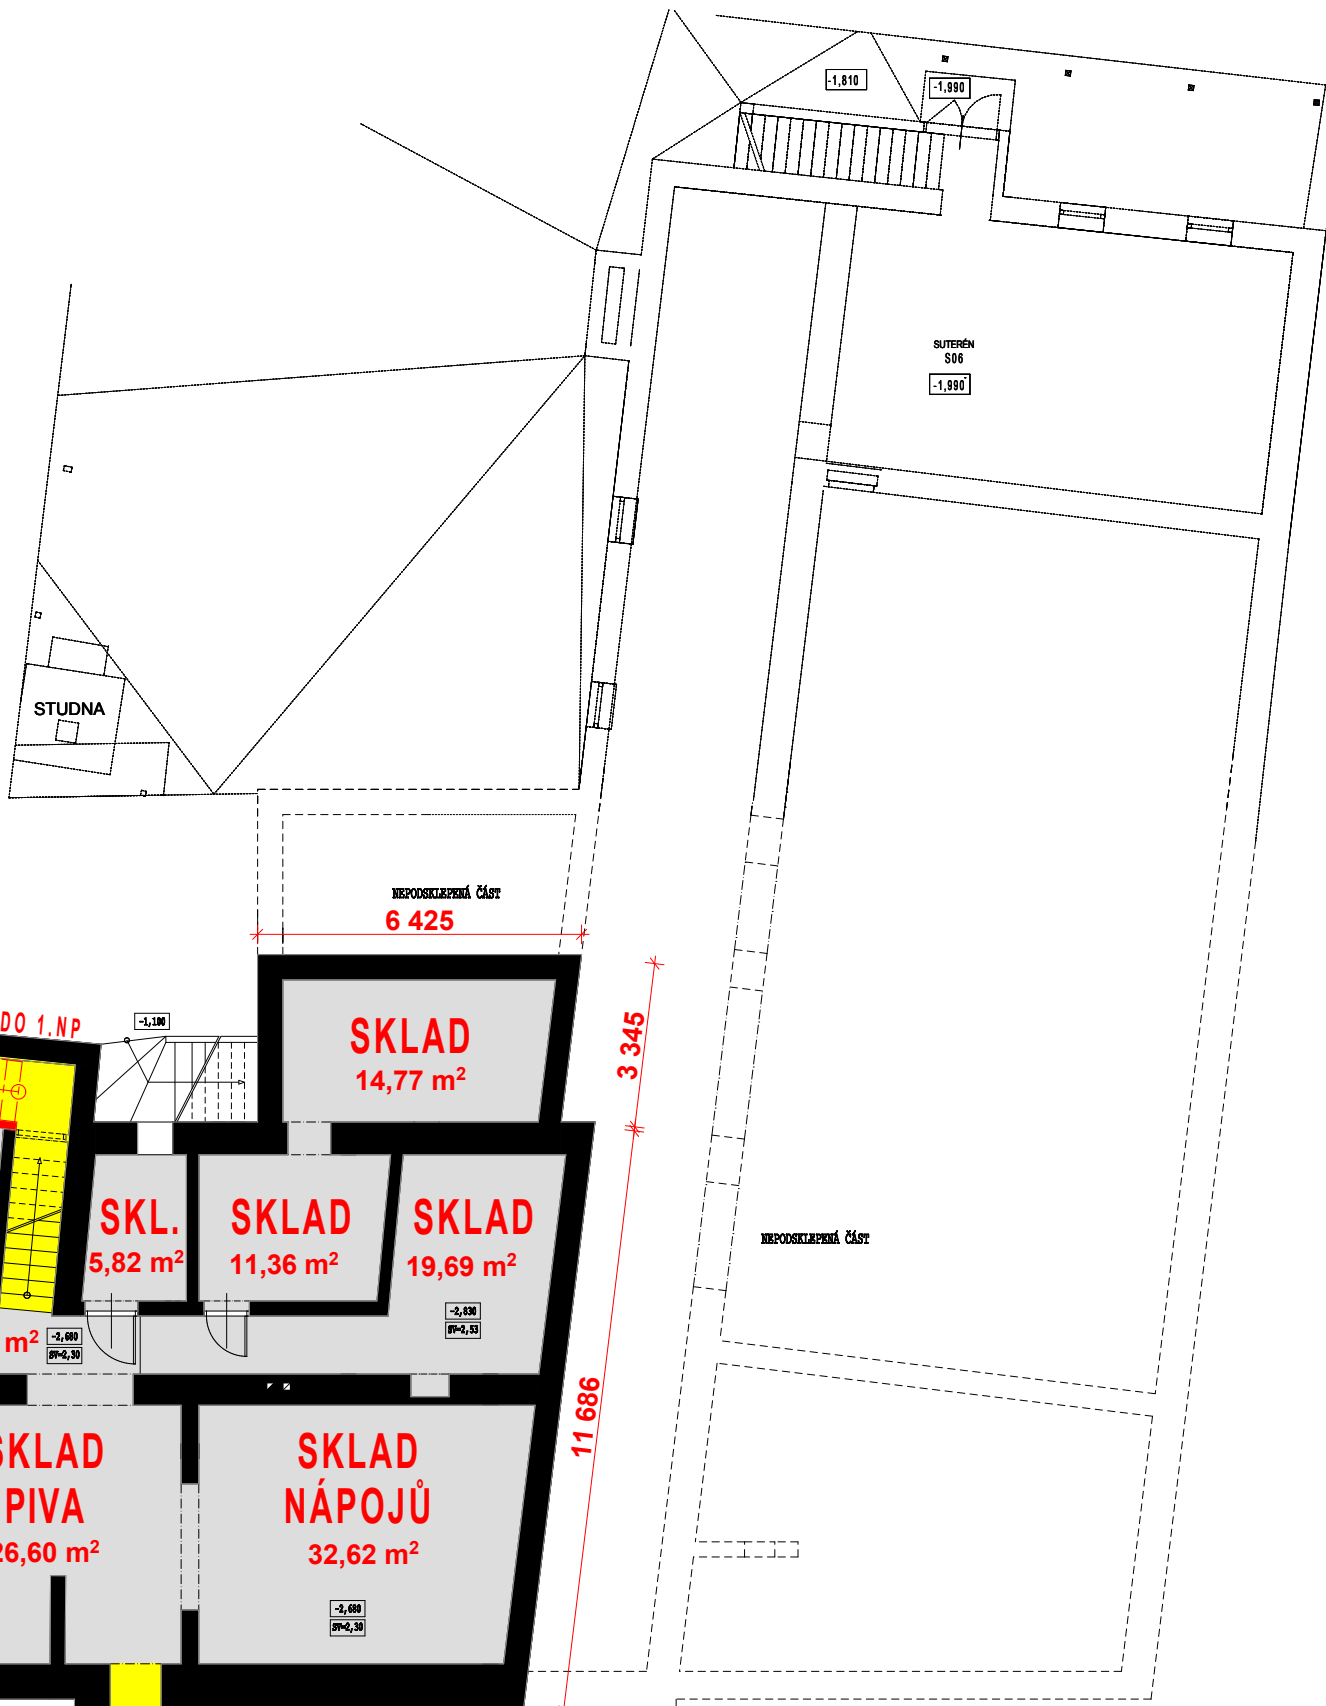 -1,810
-1,990
SUTERÉN
S06
-1,990
STUDNA
NEPODSKLEPENÁ ČÁST
6 425
DO 1.NP
-1,100
SKLAD
14,77 m²
3 345
SKL.
5,82 m²
SKLAD
11,36 m²
SKLAD
19,69 m²
NEPODSKLEPENÁ ČÁST
-2,830
SV=2,53
m²
-2,680
SV=2,30
11 686
SKLAD
PIVA
26,60 m²
SKLAD
NÁPOJŮ
32,62 m²
-2,680
SV=2,30